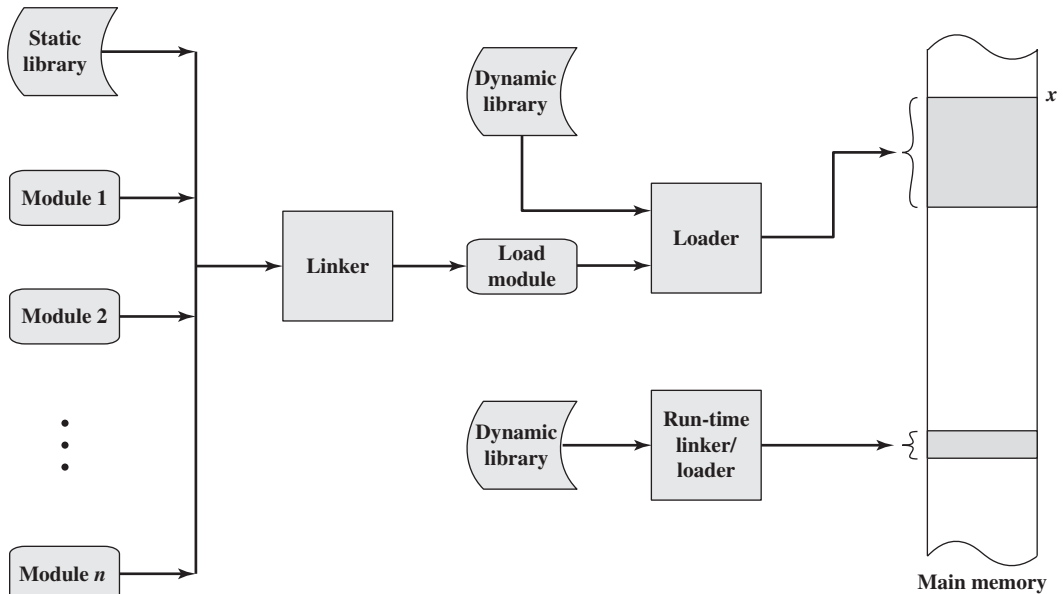 Static
library
Module 1
Module 2
Module n
Linker
Dynamic
library
Load
module
Loader
Dynamic
library
Run-time
linker/
loader
x
Main memory